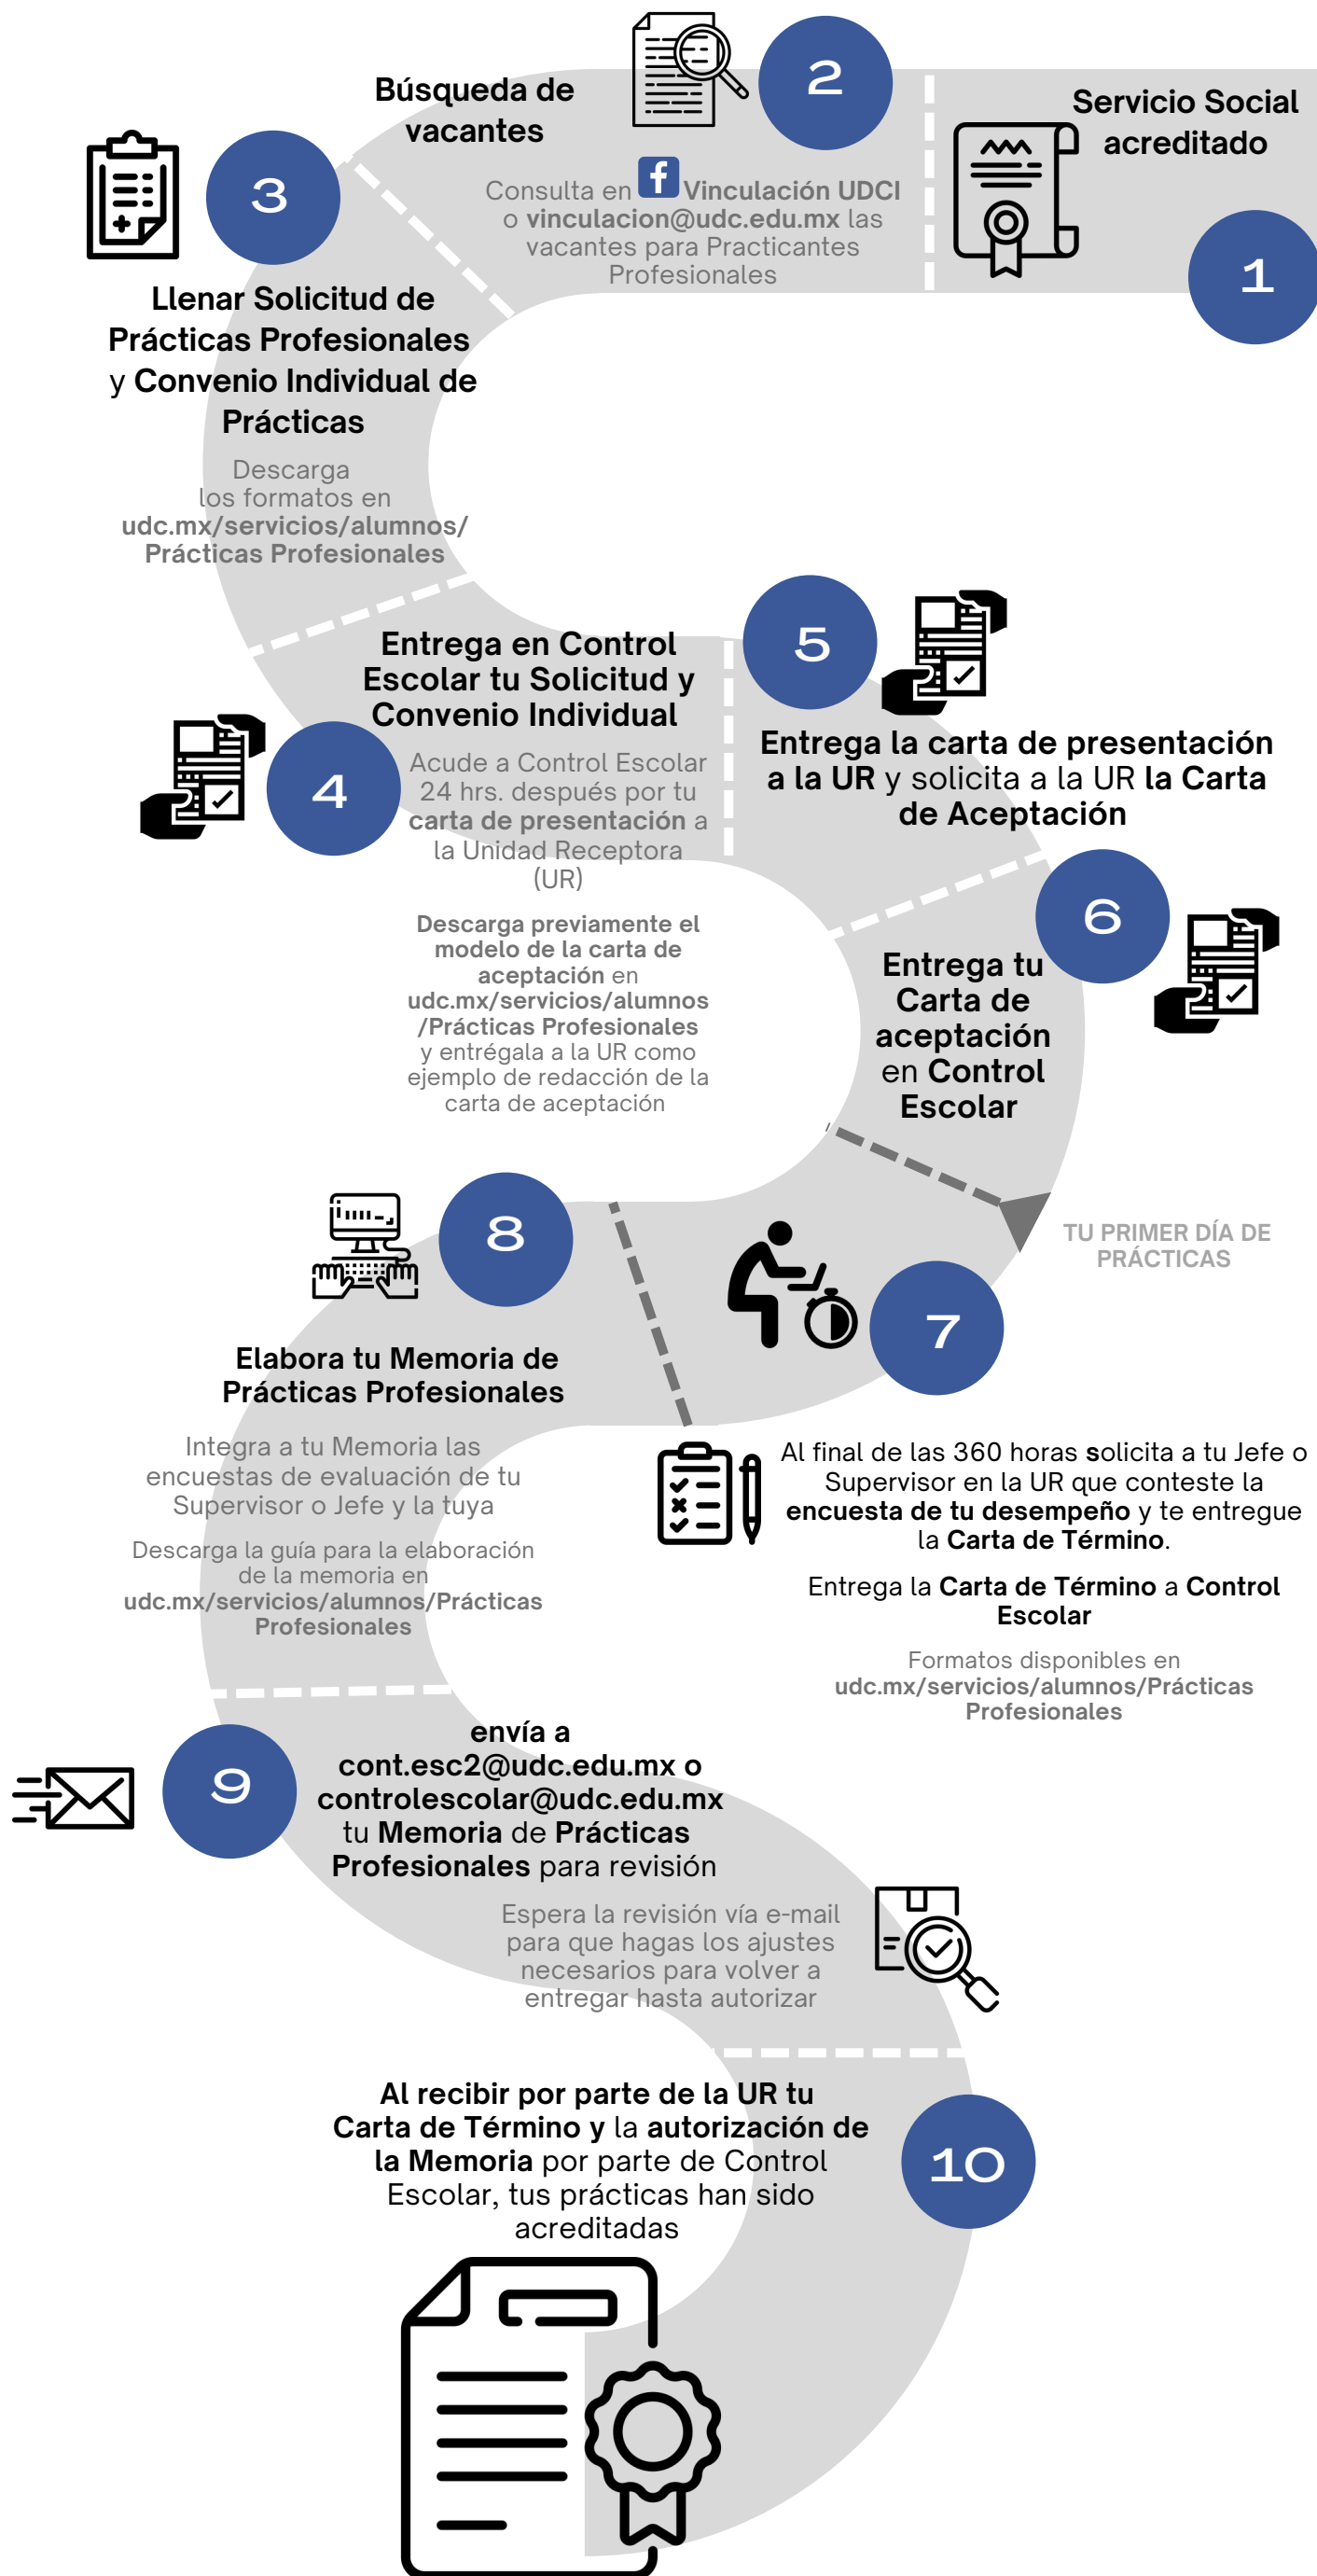 1
Servicio Social
acreditado
2
Búsqueda de
vacantes
Consulta en f Vinculación UDCI
o vinculacion@udc.edu.mx las
vacantes para Practicantes
Profesionales
3
Llenar Solicitud de
Prácticas Profesionales
y Convenio Individual de
Prácticas
Descarga
los formatos en
udc.mx/servicios/alumnos/
Prácticas Profesionales
4
Entrega en Control
Escolar tu Solicitud y
Convenio Individual
Acude a Control Escolar
24 hrs. después por tu
carta de presentación a
la Unidad Receptora
(UR)
Descarga previamente el
modelo de la carta de
aceptación en
udc.mx/servicios/alumnos
/Prácticas Profesionales
y entrégala a la UR como
ejemplo de redacción de la
carta de aceptación
5
Entrega la carta de presentación
a la UR y solicita a la UR la Carta
de Aceptación
6
Entrega tu
Carta de
aceptación
en Control
Escolar
TU PRIMER DÍA DE
PRÁCTICAS
7
Al final de las 360 horas solicita a tu Jefe o
Supervisor en la UR que conteste la
encuesta de tu desempeño y te entregue
la Carta de Término.
Entrega la Carta de Término a Control
Escolar
Formatos disponibles en
udc.mx/servicios/alumnos/Prácticas
Profesionales
8
Elabora tu Memoria de
Prácticas Profesionales
Integra a tu Memoria las
encuestas de evaluación de tu
Supervisor o Jefe y la tuya
Descarga la guía para la elaboración
de la memoria en
udc.mx/servicios/alumnos/Prácticas
Profesionales
9
envía a
cont.esc2@udc.edu.mx o
controlescolar@udc.edu.mx
tu Memoria de Prácticas
Profesionales para revisión
Espera la revisión vía e-mail
para que hagas los ajustes
necesarios para volver a
entregar hasta autorizar
10
Al recibir por parte de la UR tu
Carta de Término y la autorización de
la Memoria por parte de Control
Escolar, tus prácticas han sido
acreditadas